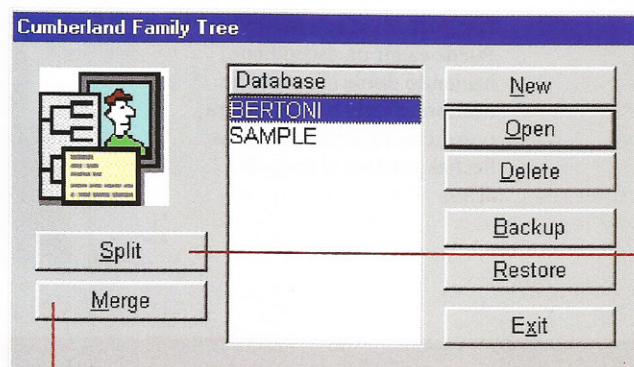 Cumberland Family Tree
Database
BERTONI
SAMPLE
New
Open
Delete
Backup
Restore
Exit
Split
Merge